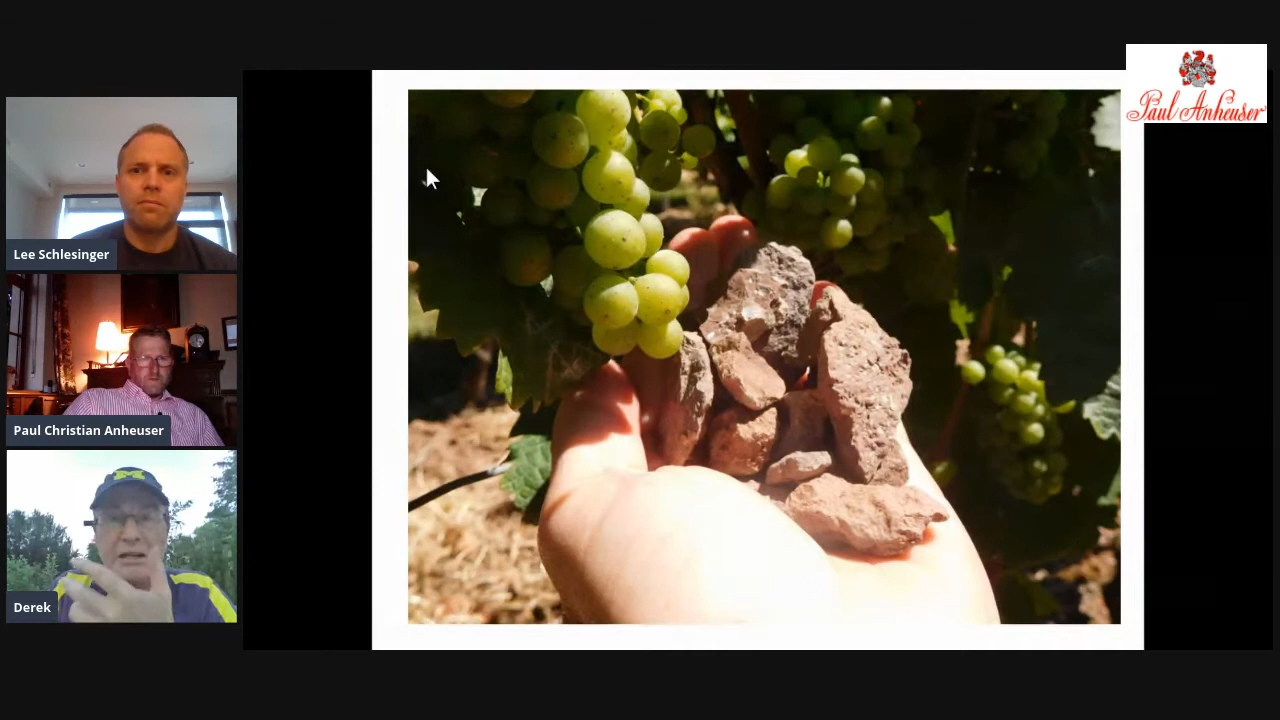 Paul Anheuser
Lee Schlesinger
Paul Christian Anheuser
M
Derek